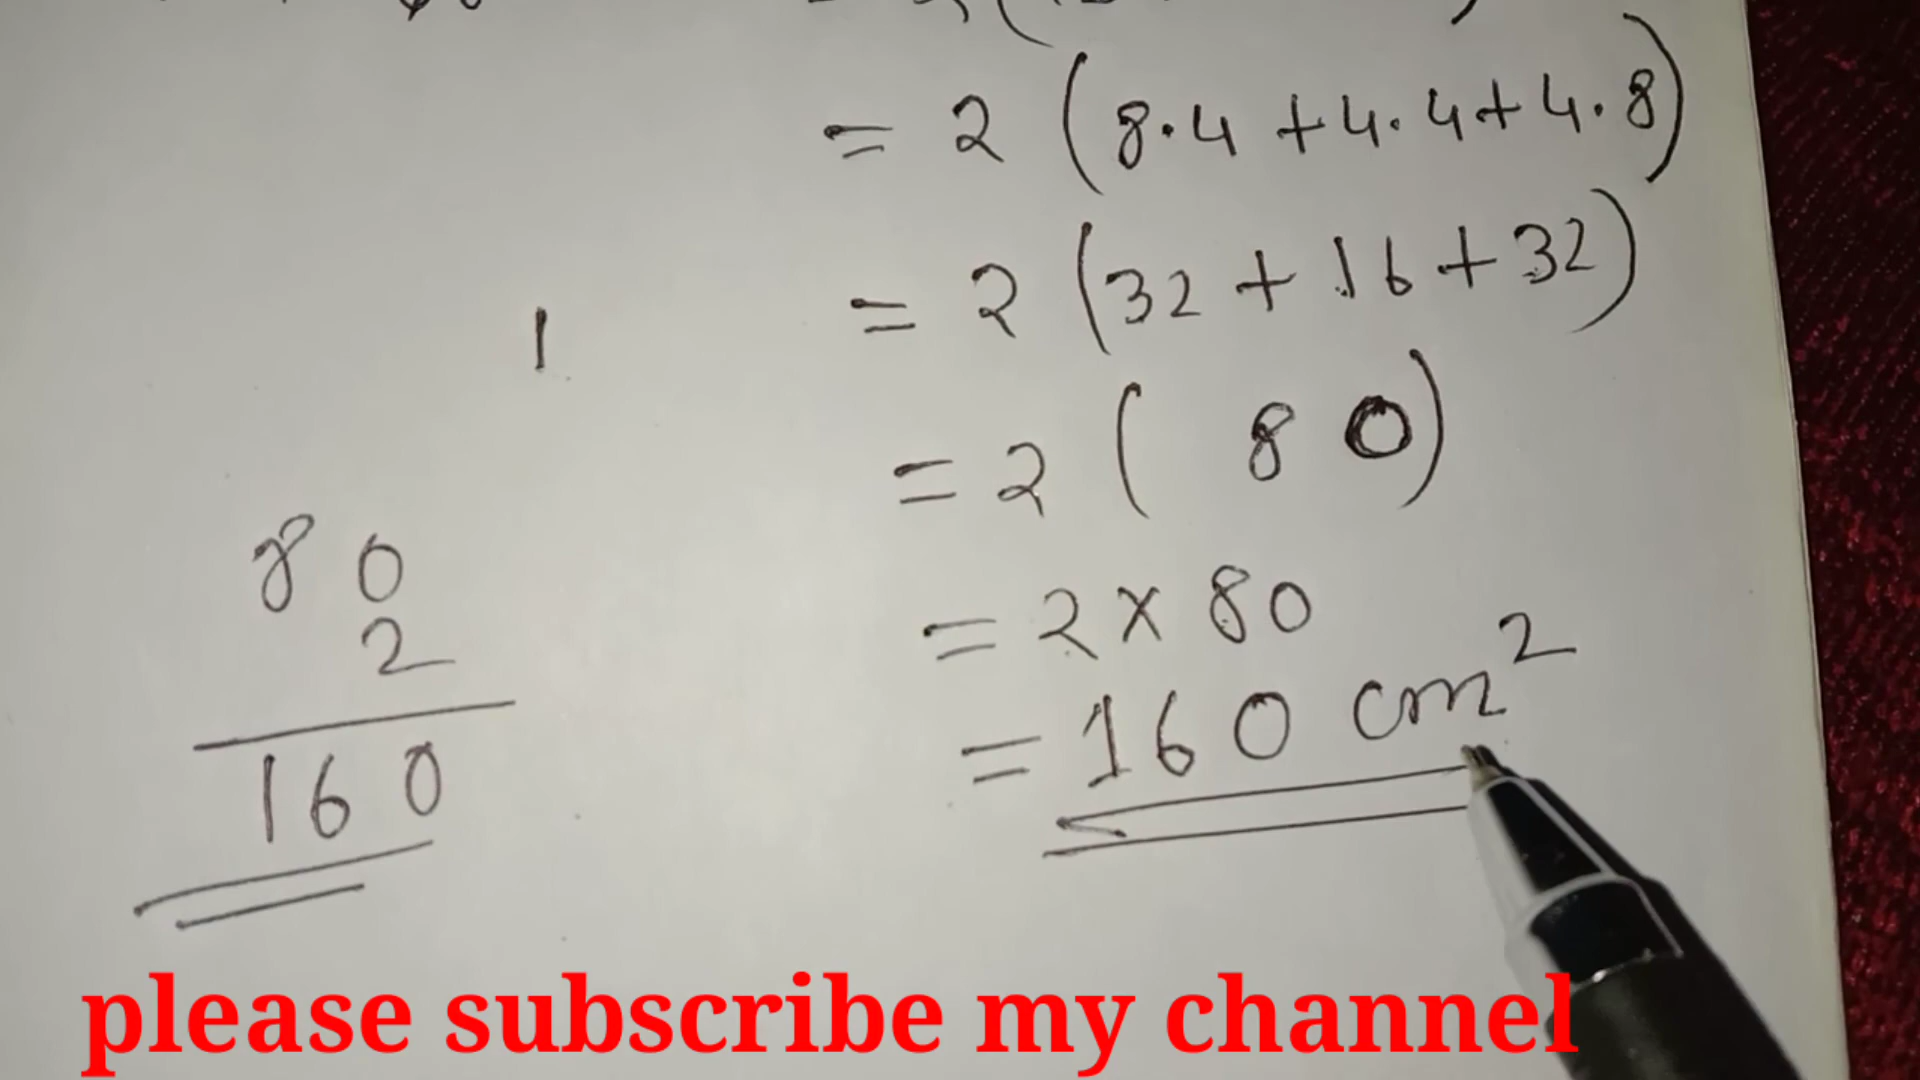 = 2 (8.4 + 4.4 + 4.8)
= 2 (32 + 16 + 32)
= 2 ( 80)
= 2 x 80
= 160 cm²
1
80
2
160
please subscribe my channel